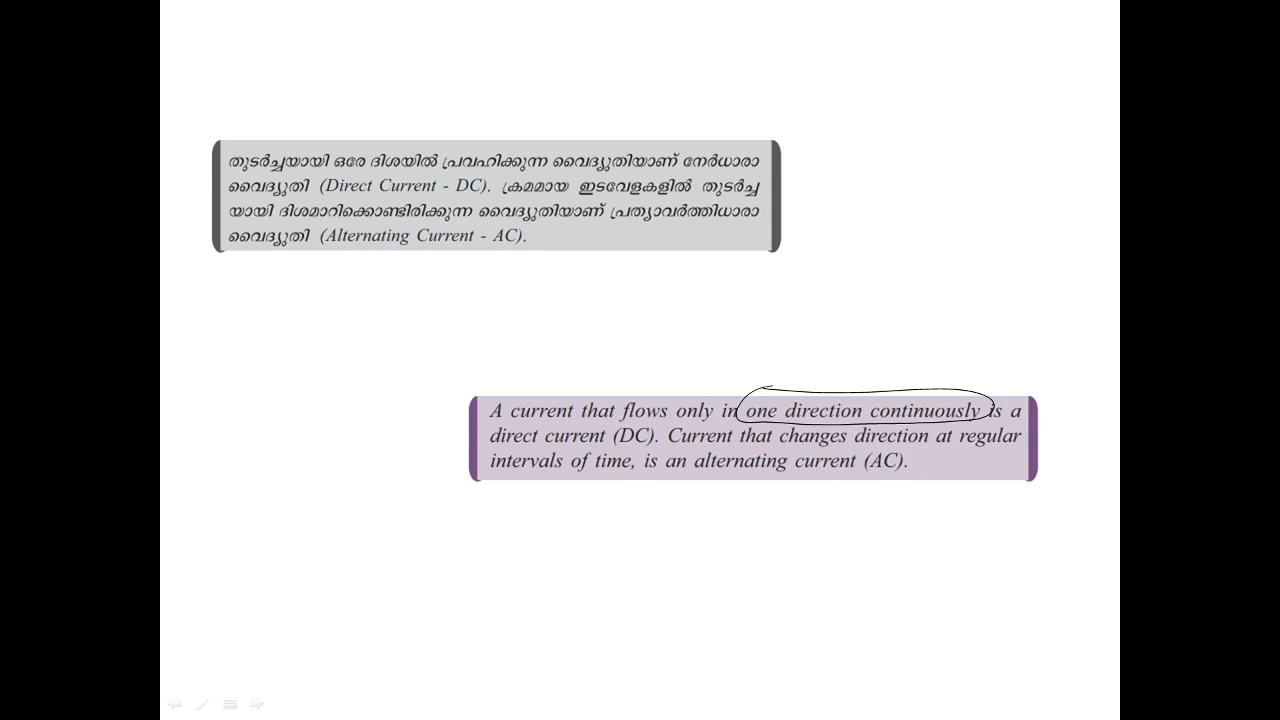 തുടർച്ചയായി ഒരേ ദിശയിൽ പ്രവഹിക്കുന്ന വൈദ്യുതിയാണ് നേർധാരാ
വൈദ്യുതി (Direct Current - DC). ക്രമമായ ഇടവേളകളിൽ തുടർച്ച
യായി ദിശമാറിക്കൊണ്ടിരിക്കുന്ന വൈദ്യുതിയാണ് പ്രത്യാവർത്തിധാരാ
വൈദ്യുതി (Alternating Current - AC).
A current that flows only in one direction continuously is a
direct current (DC). Current that changes direction at regular
intervals of time, is an alternating current (AC).